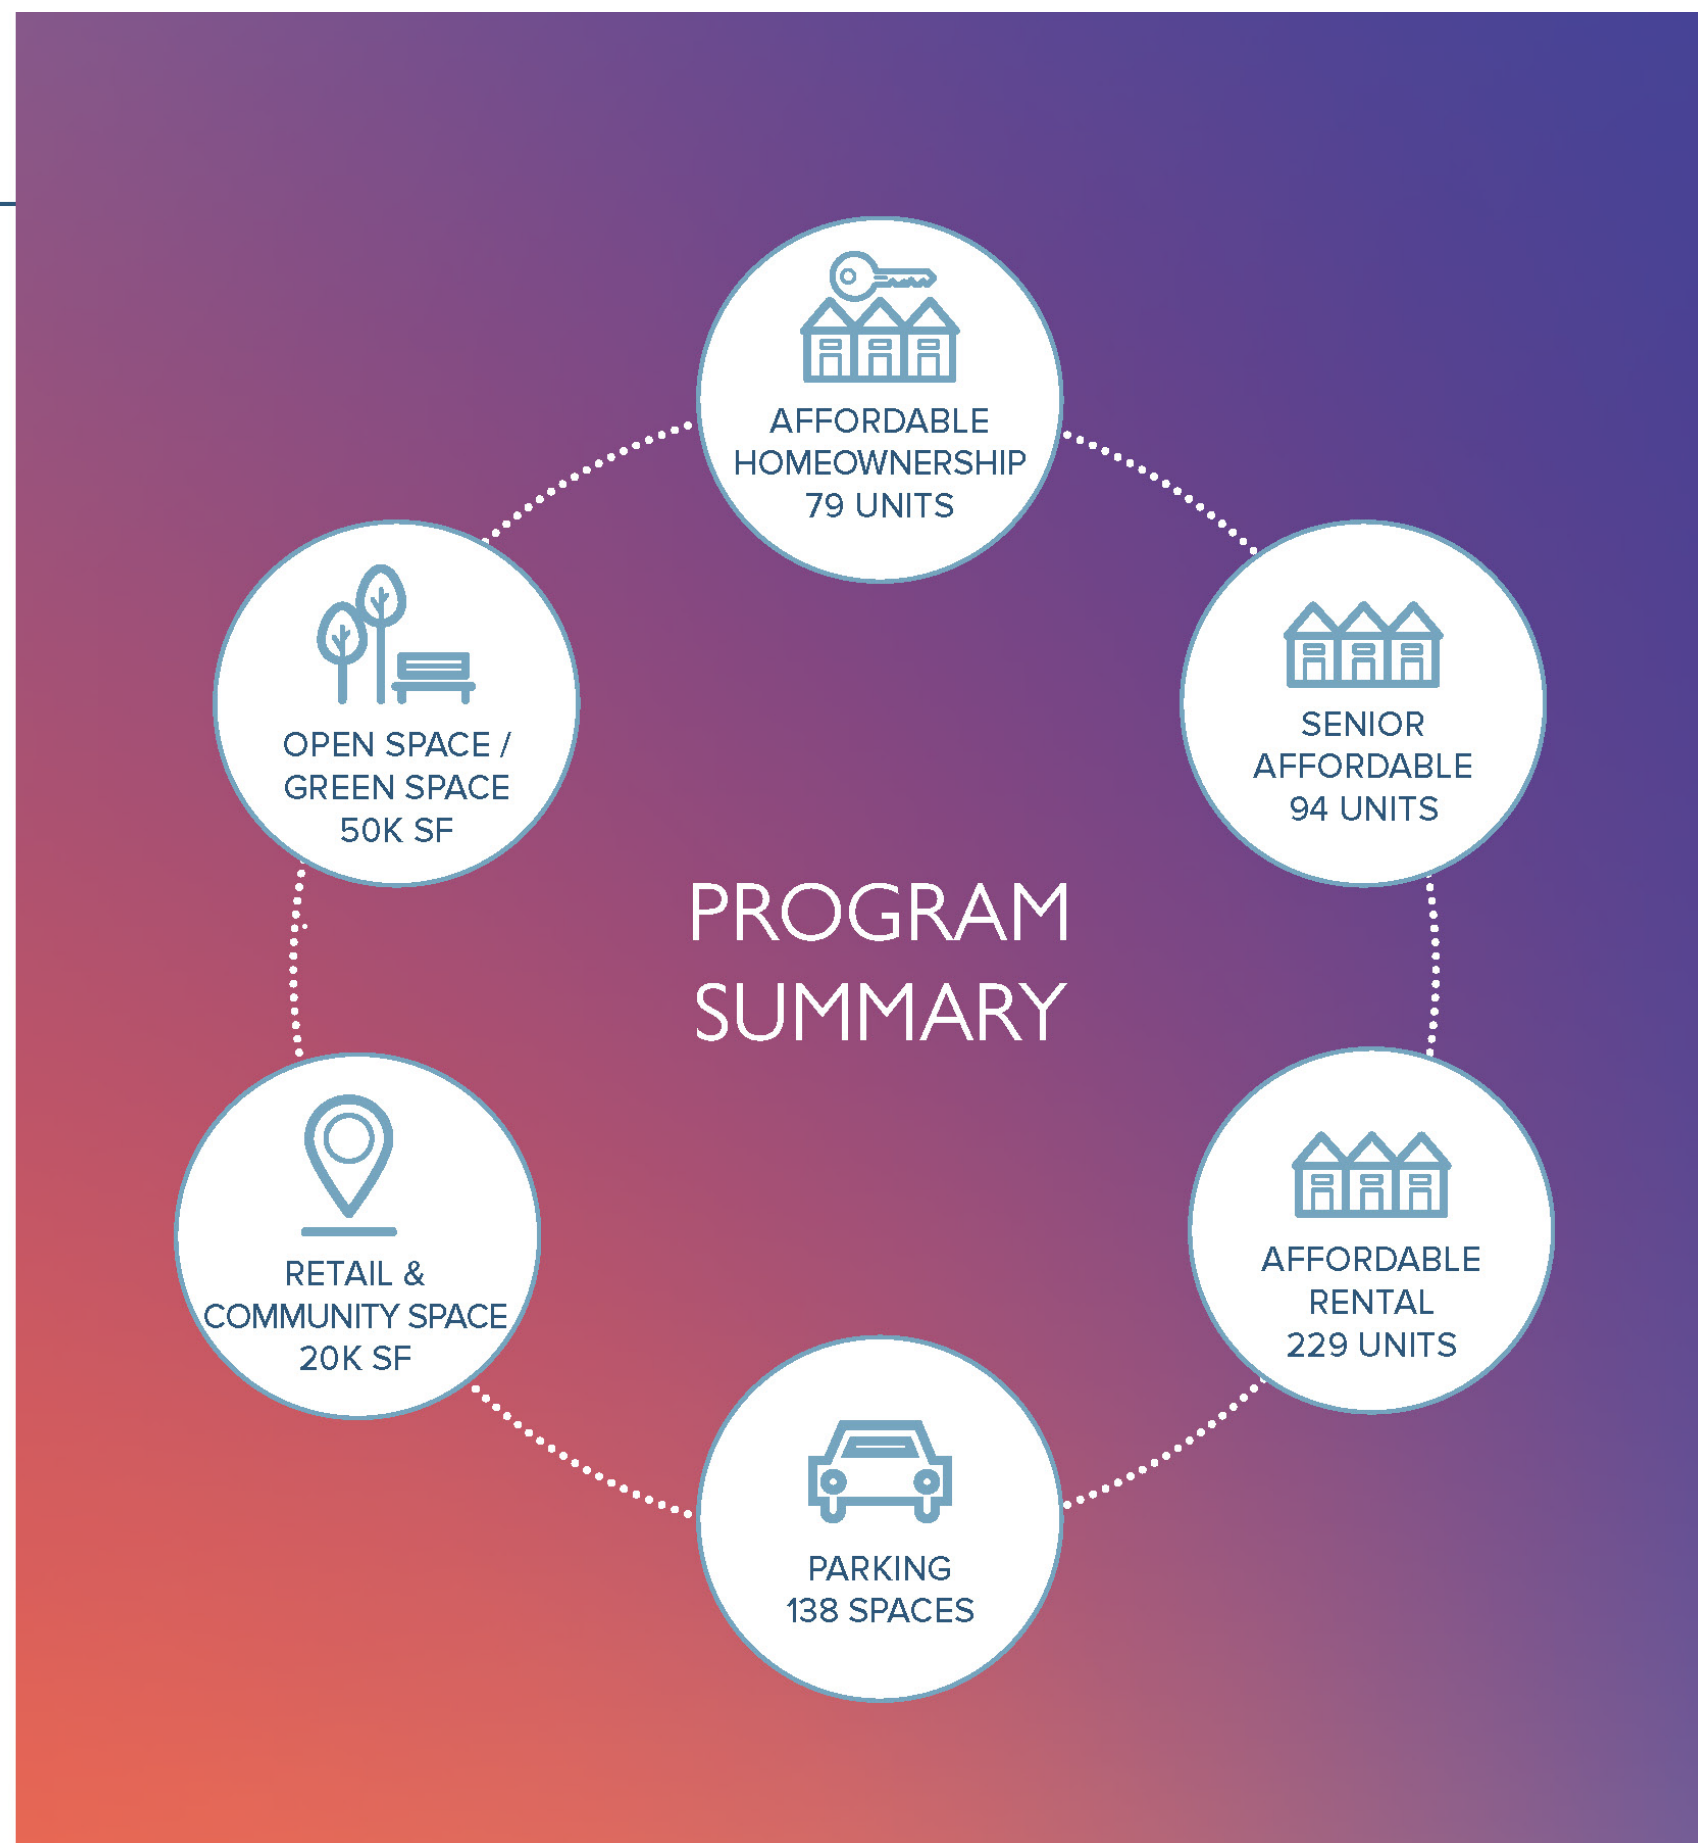 AFFORDABLE
HOMEOWNERSHIP
79 UNITS
SENIOR
AFFORDABLE
94 UNITS
OPEN SPACE /
GREEN SPACE
50K SF
PROGRAM
SUMMARY
AFFORDABLE
RENTAL
229 UNITS
RETAIL &
COMMUNITY SPACE
20K SF
PARKING
138 SPACES